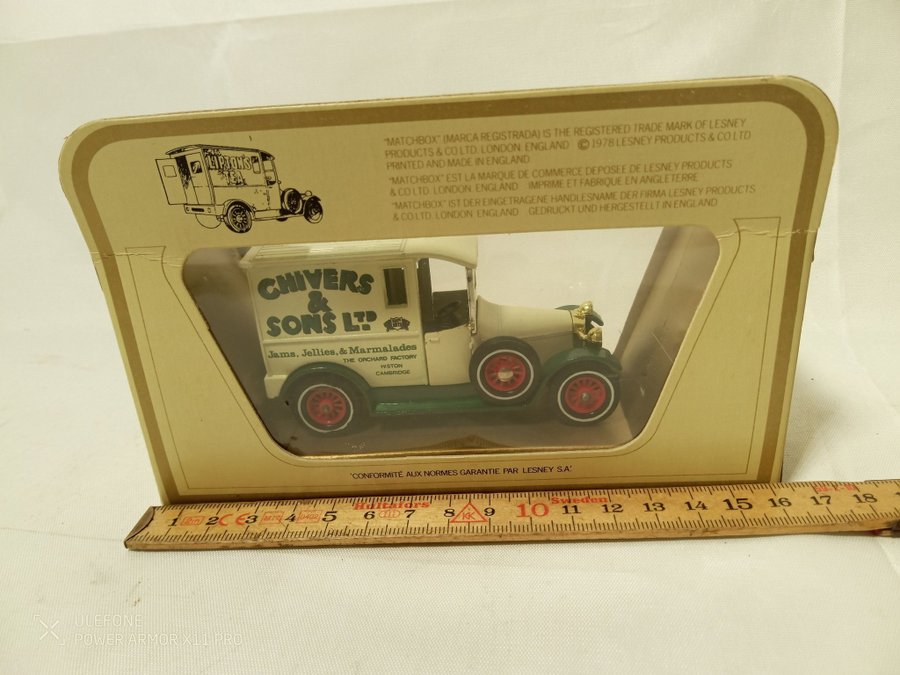 LIPTON'S
TEA
"MATCHBOX" (MARCA REGISTRADA) IS THE REGISTERED TRADE MARK OF LESNEY
PRODUCTS & CO LTD. LONDON. ENGLAND © 1978 LESNEY PRODUCTS & CO LTD
PRINTED AND MADE IN ENGLAND
"MATCHBOX" EST LA MARQUE DE COMMERCE DEPOSEE DE LESNEY PRODUCTS
& CO LTD. LONDON. ENGLAND IMPRIME ET FABRIQUE EN ANGLETERRE
"MATCHBOX" IST DER EINGETRAGENE HANDLESNAME DER FIRMA LESNEY PRODUCTS
& CO LTD. LONDON. ENGLAND GEDRUCKT UND HERGESTELLT IN ENGLAND
CHIVERS
&
SONS LTD
Jams, Jellies, & Marmalades
THE ORCHARD FACTORY
HISTON
CAMBRIDGE
"CONFORMITÉ AUX NORMES GARANTIE PAR LESNEY S.A."
Hultafors Sweden
1 2 3 4 5 6 7 8 9 10 11 12 13 14 15 16 17 18
ULEFONE
POWER ARMOR X11 PRO